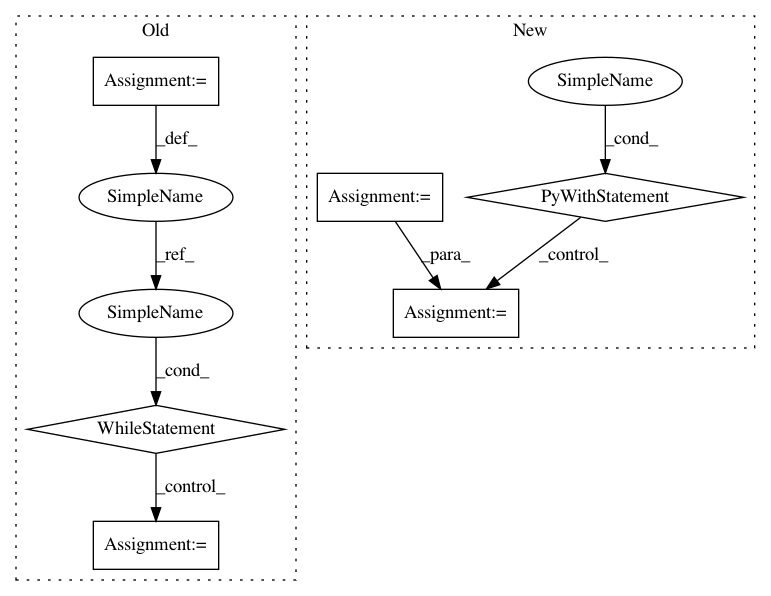 Old
Assignment:=
_def_
SimpleName
_ref_
SimpleName
_cond_
WhileStatement
_control_
Assignment:=
New
SimpleName
_cond_
Assignment:=
PyWithStatement
_para_
_control_
Assignment:=